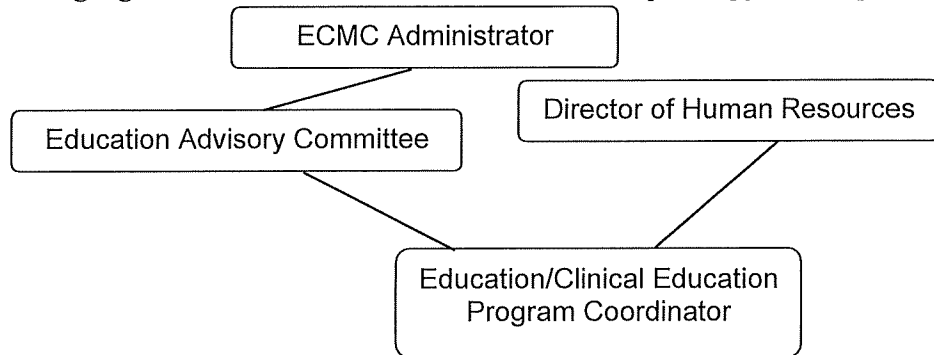 ECMC Administrator
Director of Human Resources
Education Advisory Committee
Education/Clinical Education
Program Coordinator